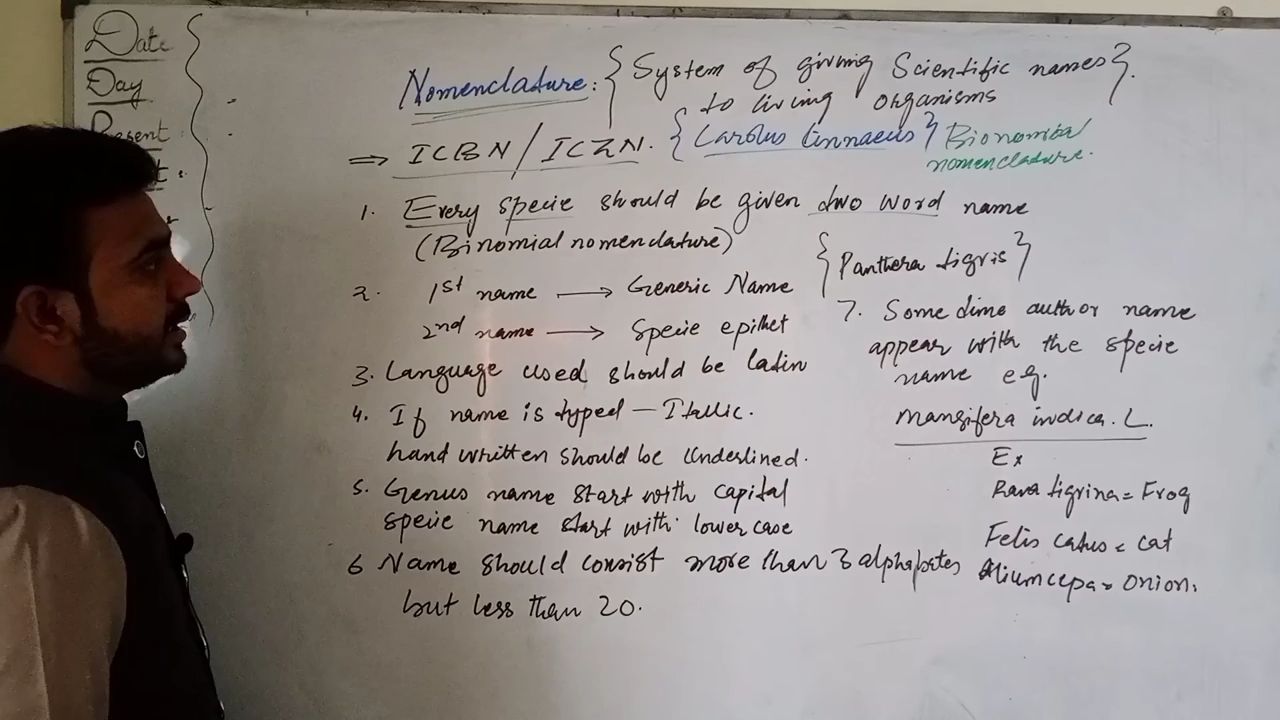 Date
Day
Present
Nomenclature: {System of giving Scientific names}.
to living organisms
⇒ ICBN / ICZN. {Carolus Linnaeus} Bionomial
nomenclature.
1. Every specie should be given two word name
(Binomial nomenclature)
{Panthera tigris}
2. 1st name → Generic Name
2nd name → Specie epithet
3. Language used should be latin
4. If name is typed – Itallic.
hand written should be Underlined.
5. Genus name start with capital
specie name start with lower case
6 Name should consist more than 3 alphabetes
but less than 20.
7. Some time author name
appear with the specie
name eg.
Mangifera indica. L.
Ex
Rana tigrina = Frog
Felis catus = cat
Alium cepa = onion.